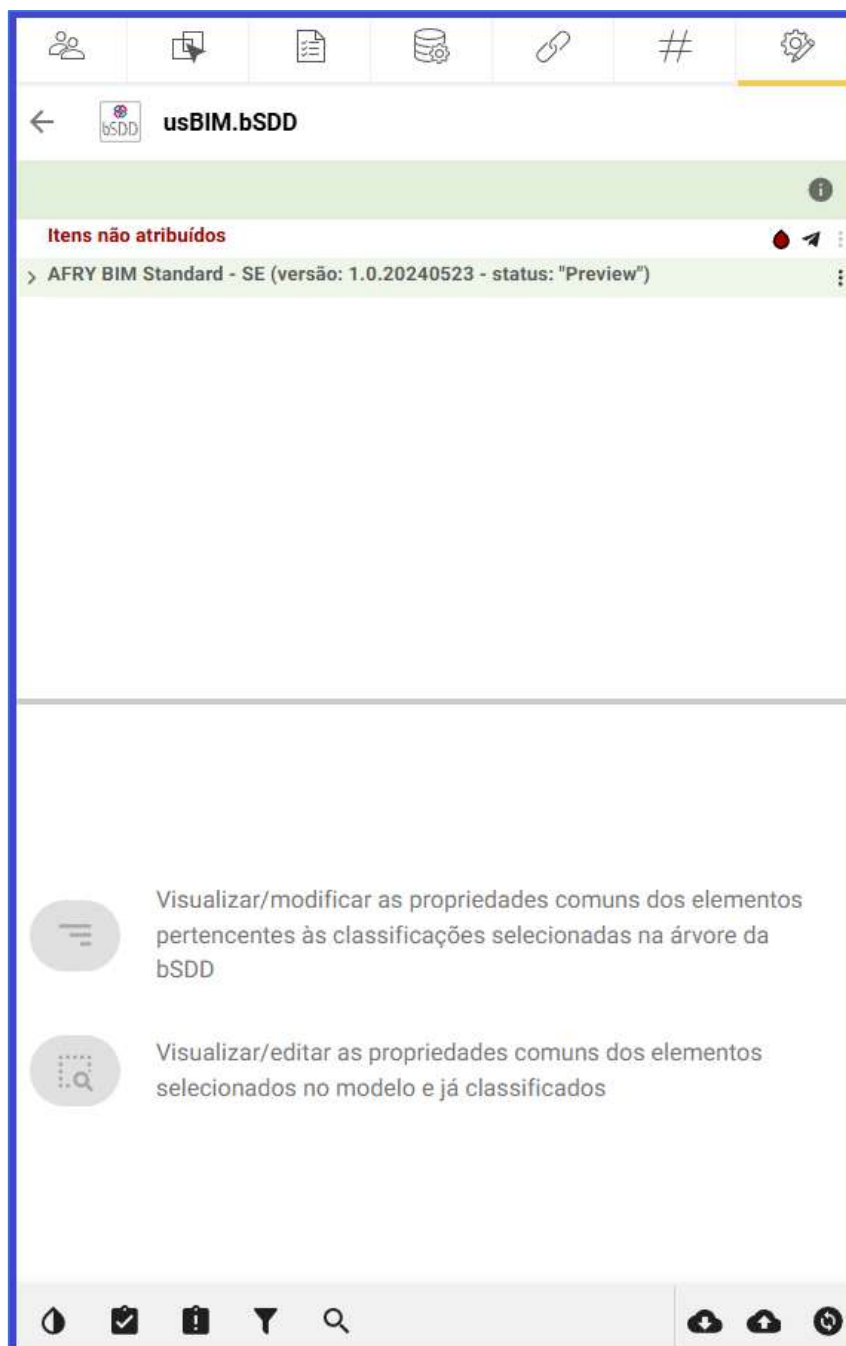 bSDD
usBIM.bSDD
Itens não atribuídos
AFRY BIM Standard - SE (versão: 1.0.20240523 - status: "Preview")
Visualizar/modificar as propriedades comuns dos elementos
pertencentes às classificações selecionadas na árvore da
bSDD
Visualizar/editar as propriedades comuns dos elementos
selecionados no modelo e já classificados